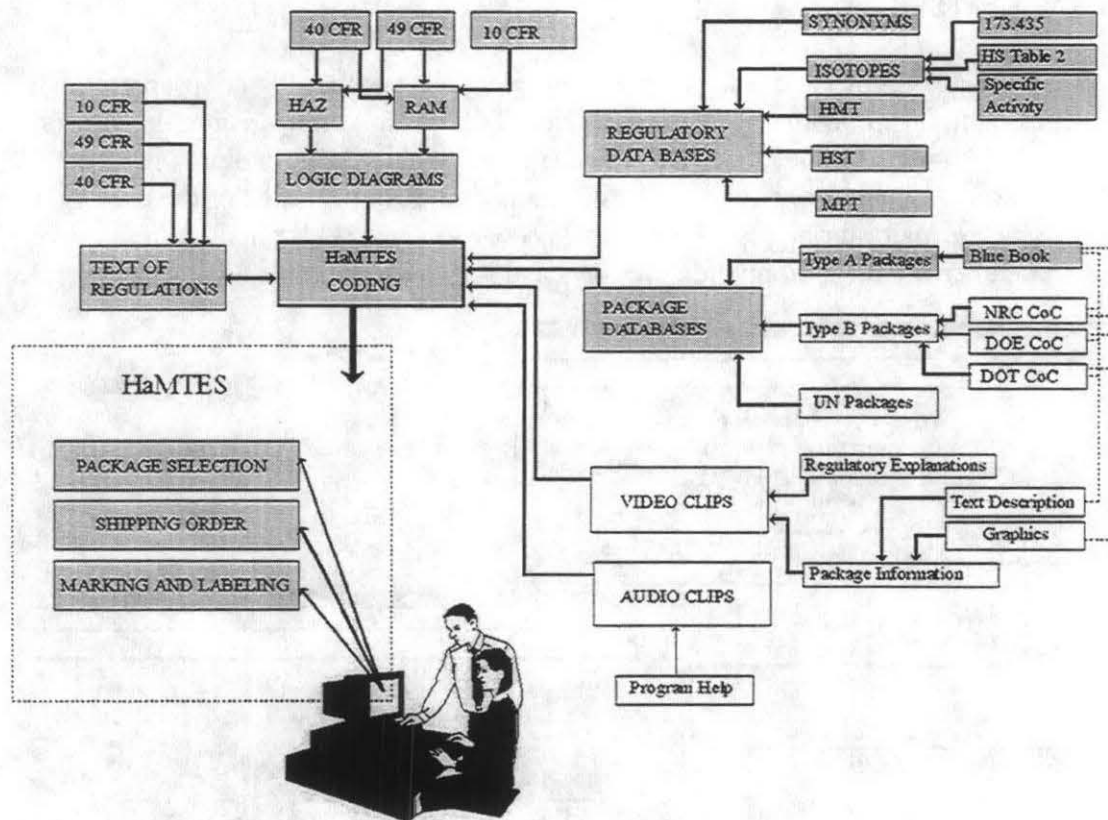 40 CFR
49 CFR
10 CFR
HAZ
RAM
LOGIC DIAGRAMS
10 CFR
49 CFR
40 CFR
TEXT OF
REGULATIONS
HaMTES
CODING
SYNONYMS
ISOTOPES
173.435
HS Table 2
Specific
Activity
HMT
REGULATORY
DATA BASES
HST
MPT
Type A Packages
Blue Book
PACKAGE
DATABASES
Type B Packages
NRC CoC
DOE CoC
DOT CoC
UN Packages
HaMTES
PACKAGE SELECTION
SHIPPING ORDER
MARKING AND LABELING
VIDEO CLIPS
Regulatory Explanations
Text Description
Graphics
Package Information
AUDIO CLIPS
Program Help